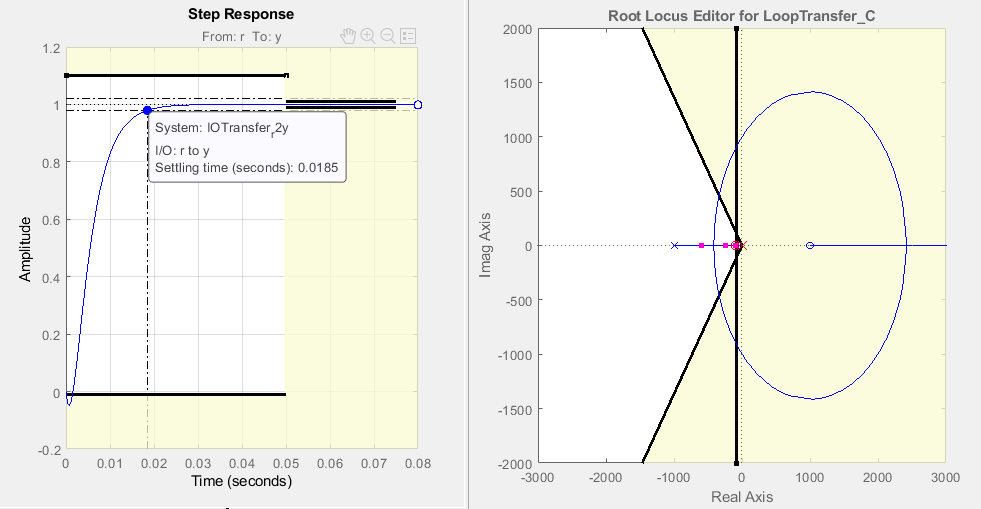 Step Response
From: r To: y
1.2
1
0.8
0.6
0.4
0.2
0
-0.2
Amplitude
System: IOTransfer_r2y
I/O: r to y
Settling time (seconds): 0.0185
0 0.01 0.02 0.03 0.04 0.05 0.06 0.07 0.08
Time (seconds)
Root Locus Editor for LoopTransfer_C
2000
1500
1000
500
0
-500
-1000
-1500
-2000
Imag Axis
-3000 -2000 -1000 0 1000 2000 3000
Real Axis